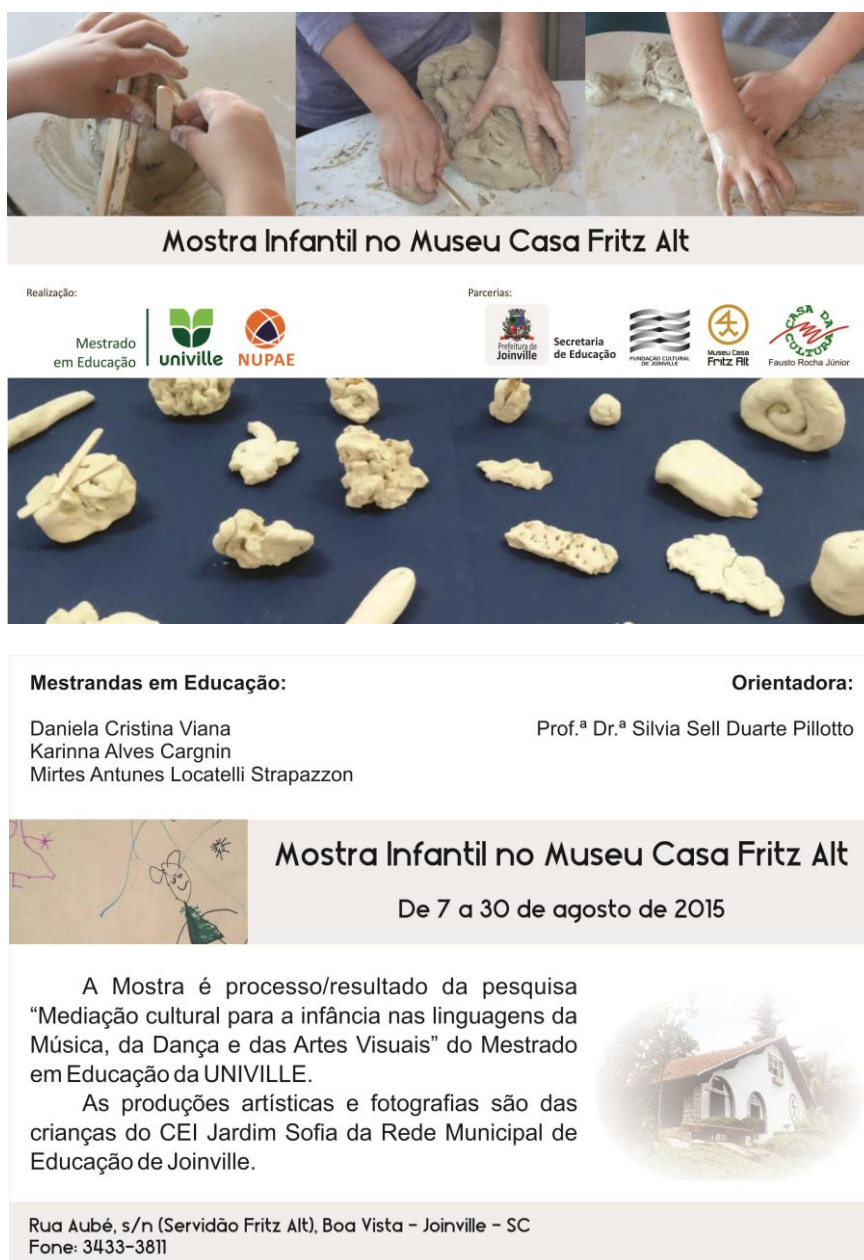 Mostra Infantil no Museu Casa Fritz Alt
Realização:
Parcerias:
Mestrado
em Educação
univille
NUPAE
Prefeitura de
Joinville
Secretaria
de Educação
FUNDAÇÃO CULTURAL
DE JOINVILLE
Museu Casa
Fritz Alt
CASA DA
CULTURA
Fausto Rocha Júnior
Mestrandas em Educação:
Orientadora:
Daniela Cristina Viana
Prof.ª Dr.ª Silvia Sell Duarte Pillotto
Karinna Alves Cargnin
Mirtes Antunes Locatelli Strapazzon
Mostra Infantil no Museu Casa Fritz Alt
De 7 a 30 de agosto de 2015
A Mostra é processo/resultado da pesquisa
“Mediação cultural para a infância nas linguagens da
Música, da Dança e das Artes Visuais” do Mestrado
em Educação da UNIVILLE.
As produções artísticas e fotografias são das
crianças do CEI Jardim Sofia da Rede Municipal de
Educação de Joinville.
Rua Aubé, s/n (Servidão Fritz Alt), Boa Vista - Joinville - SC
Fone: 3433-3811